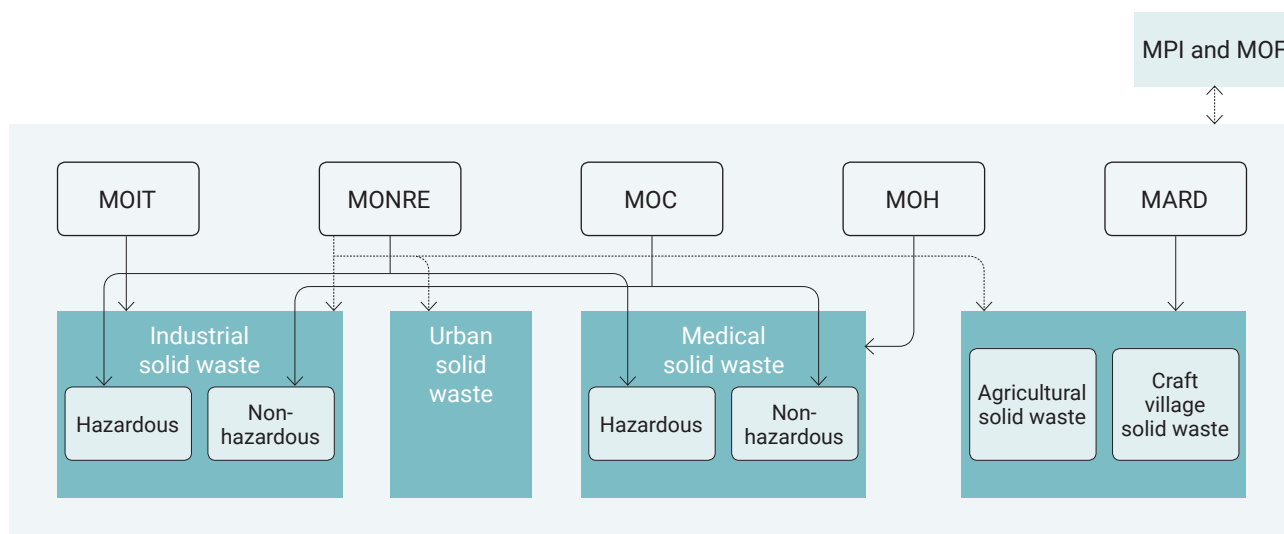 MPI and MOF
MOIT
MONRE
MOC
MOH
MARD
Industrial
solid waste
Hazardous
Non-
hazardous
Urban
solid
waste
Medical
solid waste
Hazardous
Non-
hazardous
Agricultural
solid waste
Craft
village
solid waste